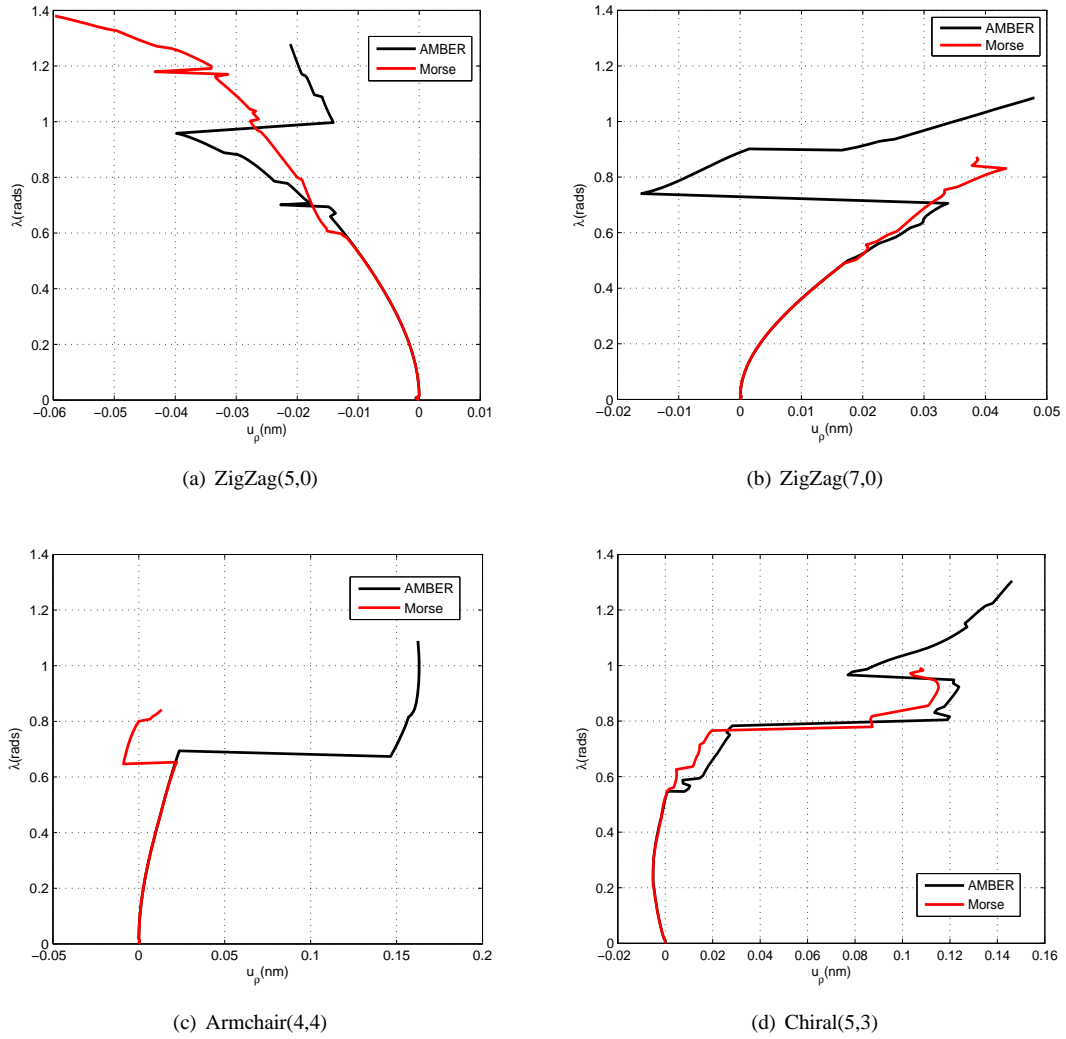 1.4
1.2
1
0.8
0.6
0.4
0.2
0
λ(rads)
AMBER
Morse
−0.06 −0.05 −0.04 −0.03 −0.02 −0.01 0 0.01
uρ(nm)
(a) ZigZag(5,0)
1.4
1.2
1
0.8
0.6
0.4
0.2
0
λ(rads)
AMBER
Morse
−0.02 −0.01 0 0.01 0.02 0.03 0.04 0.05
uρ(nm)
(b) ZigZag(7,0)
1.4
1.2
1
0.8
0.6
0.4
0.2
0
λ(rads)
AMBER
Morse
−0.05 0 0.05 0.1 0.15 0.2
uρ(nm)
(c) Armchair(4,4)
1.4
1.2
1
0.8
0.6
0.4
0.2
0
λ(rads)
AMBER
Morse
−0.02 0 0.02 0.04 0.06 0.08 0.10 0.12 0.14 0.16
uρ(nm)
(d) Chiral(5,3)